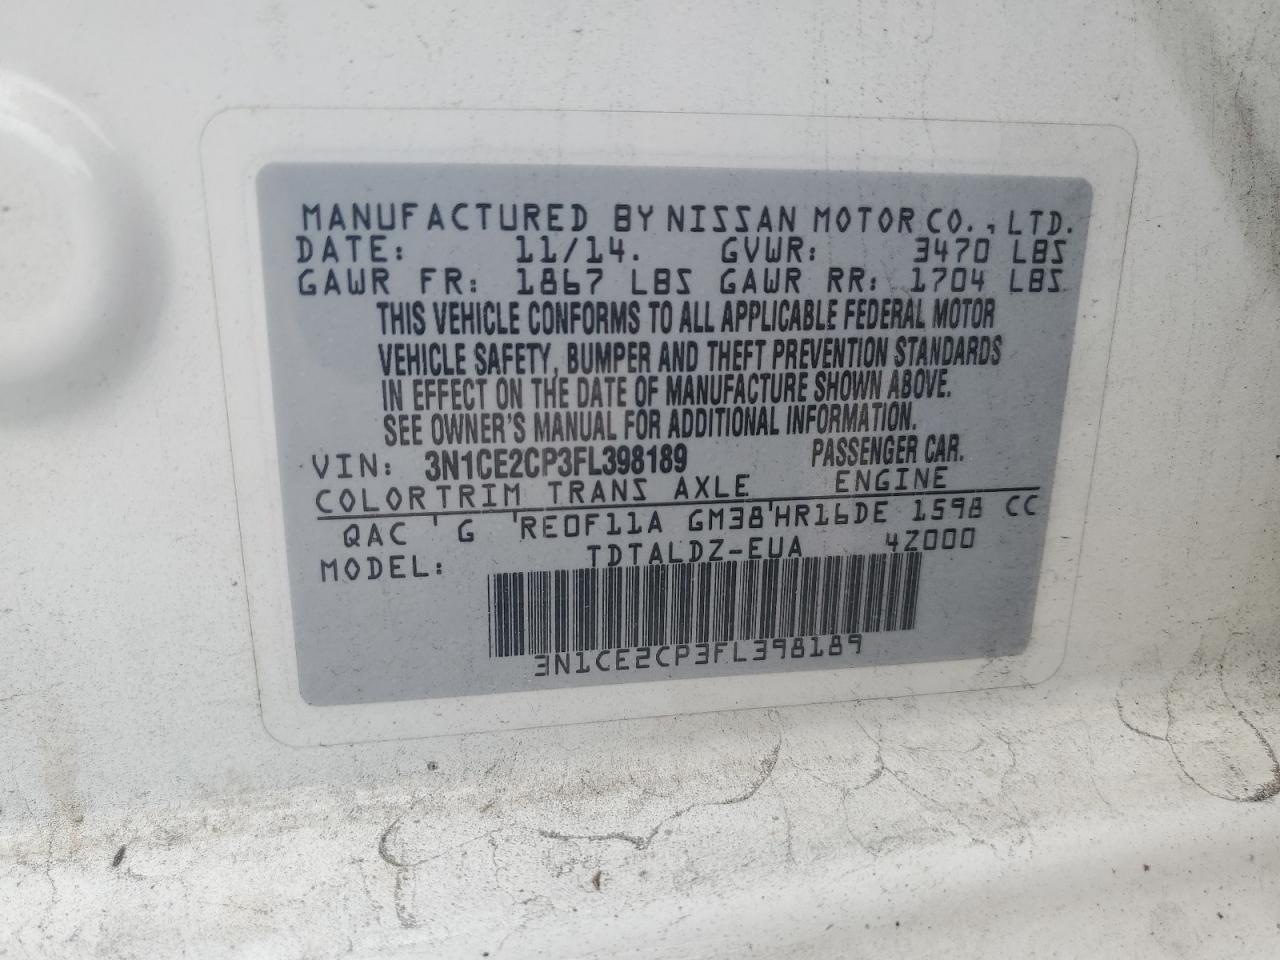 MANUFACTURED BY NISSAN MOTOR CO., LTD.
DATE: 11/14. GVWR: 3470 LBS
GAWR FR: 1867 LBS GAWR RR: 1704 LBS
THIS VEHICLE CONFORMS TO ALL APPLICABLE FEDERAL MOTOR
VEHICLE SAFETY, BUMPER AND THEFT PREVENTION STANDARDS
IN EFFECT ON THE DATE OF MANUFACTURE SHOWN ABOVE.
SEE OWNER'S MANUAL FOR ADDITIONAL INFORMATION.
VIN: 3N1CE2CP3FL398189 PASSENGER CAR.
COLOR TRIM TRANS AXLE ENGINE
QAC ' G 'RE0F11A GM38'HR16DE 1598 CC
MODEL: TDTALDZ-EUA 4Z000
3N1CE2CP3FL398189